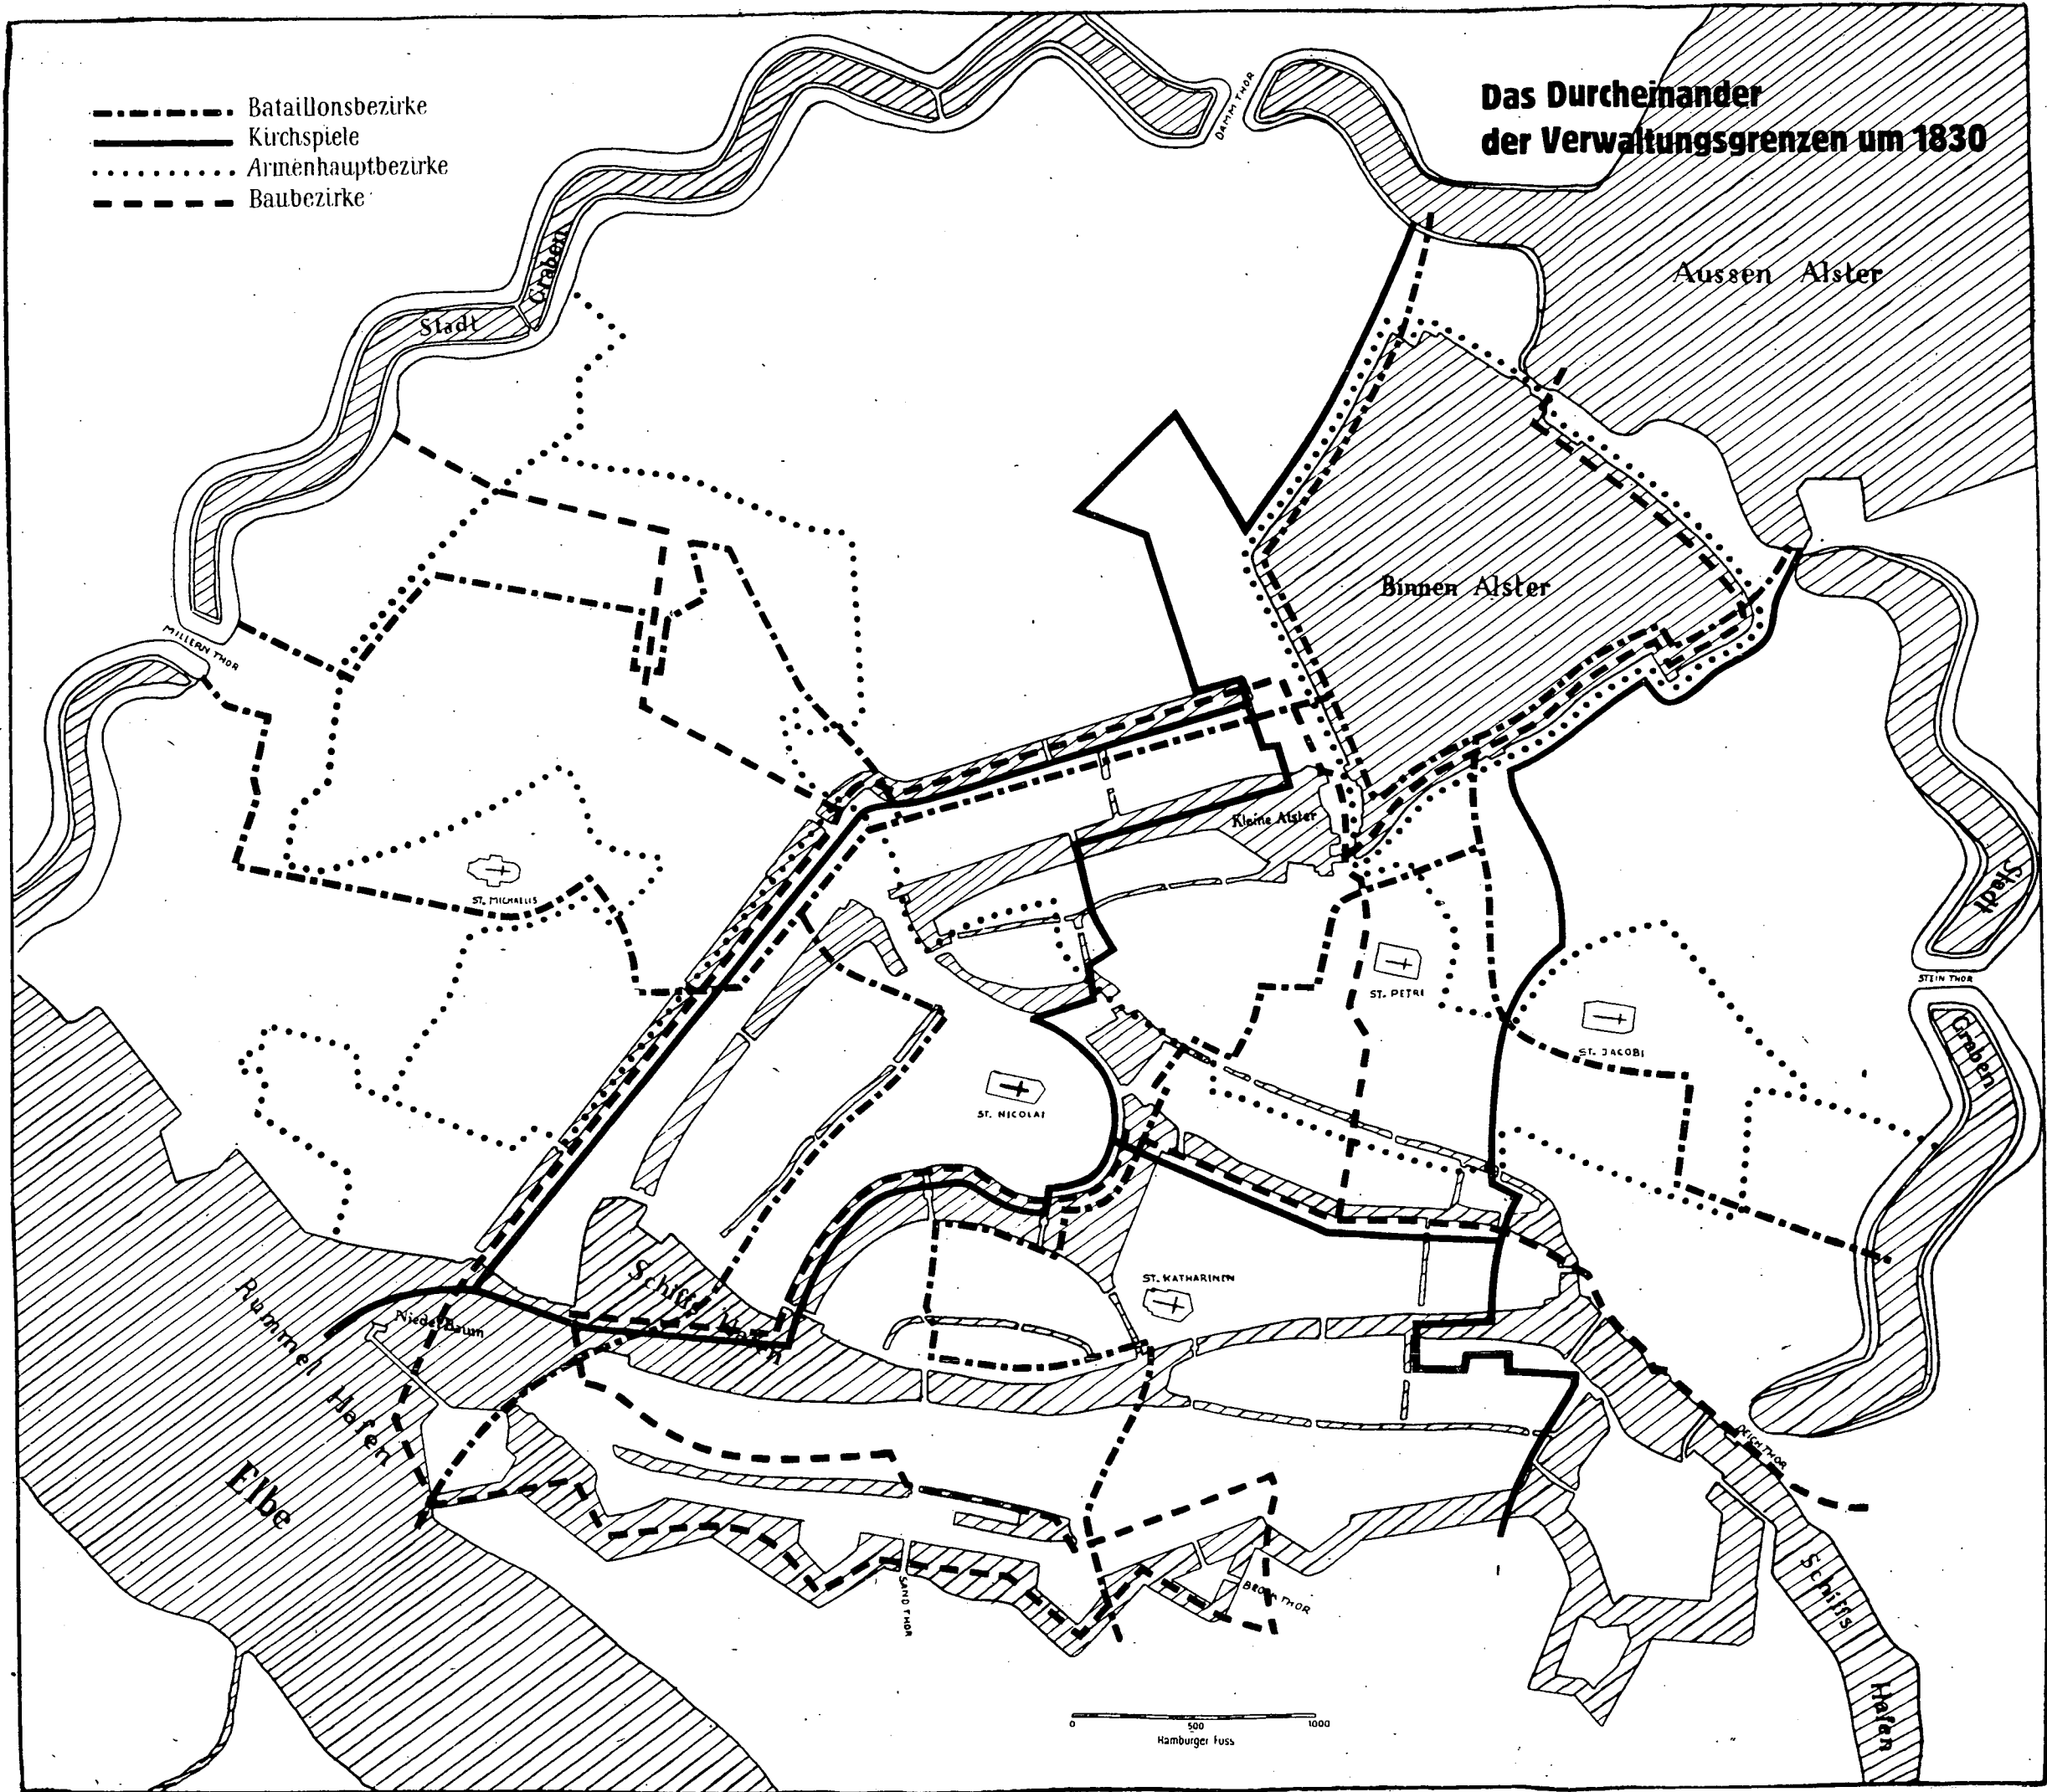 Das Durcheinander
der Verwaltungsgrenzen um 1830
Bataillonsbezirke
Kirchspiele
Armenhauptbezirke
Baubezirke
DAMM THOR
Stadt
Graben
Aussen Alster
Binnen Alster
MILLERN THOR
Kleine Alster
ST. MICHAELIS
Stadt
Graben
ST. PETRI
STEIN THOR
ST. JACOBI
ST. NICOLAI
ST. KATHARINEN
Rummel Hafen
Nieder Baum
Elbe
DEICH THOR
SAND THOR
BROOK THOR
Schiffs
Hafen
0 500 1000
Hamburger Fuss